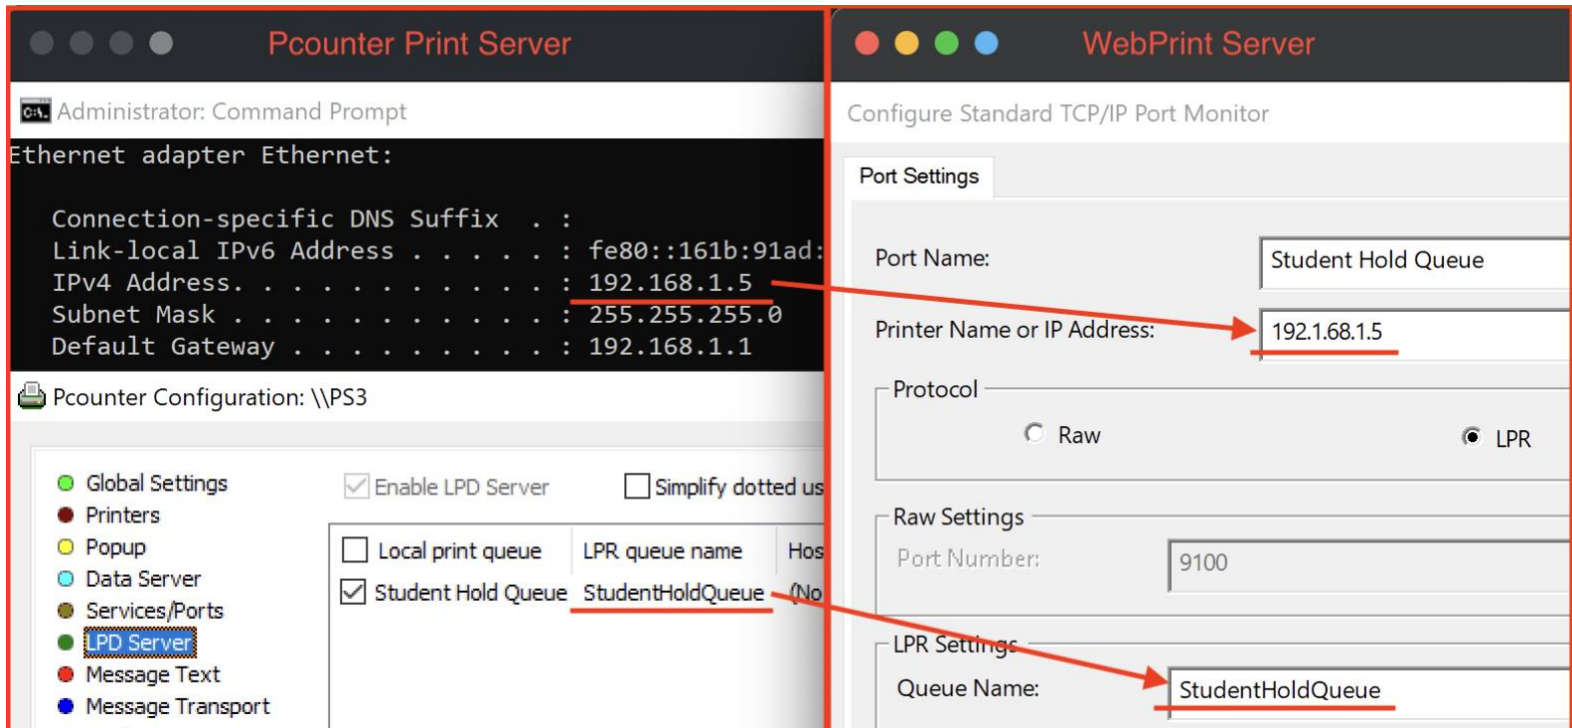 Pcounter Print Server
Administrator: Command Prompt
Ethernet adapter Ethernet:
Connection-specific DNS Suffix . :
Link-local IPv6 Address . . . . . : fe80::161b:91ad:
IPv4 Address. . . . . . . . . . . : 192.168.1.5
Subnet Mask . . . . . . . . . . . : 255.255.255.0
Default Gateway . . . . . . . . . : 192.168.1.1
Pcounter Configuration: \\PS3
Global Settings
Printers
Popup
Data Server
Services/Ports
LPD Server
Message Text
Message Transport
Enable LPD Server Simplify dotted us
Local print queue LPR queue name Hos
Student Hold Queue StudentHoldQueue (No
WebPrint Server
Configure Standard TCP/IP Port Monitor
Port Settings
Port Name: Student Hold Queue
Printer Name or IP Address: 192.1.68.1.5
Protocol
Raw LPR
Raw Settings
Port Number: 9100
LPR Settings
Queue Name: StudentHoldQueue